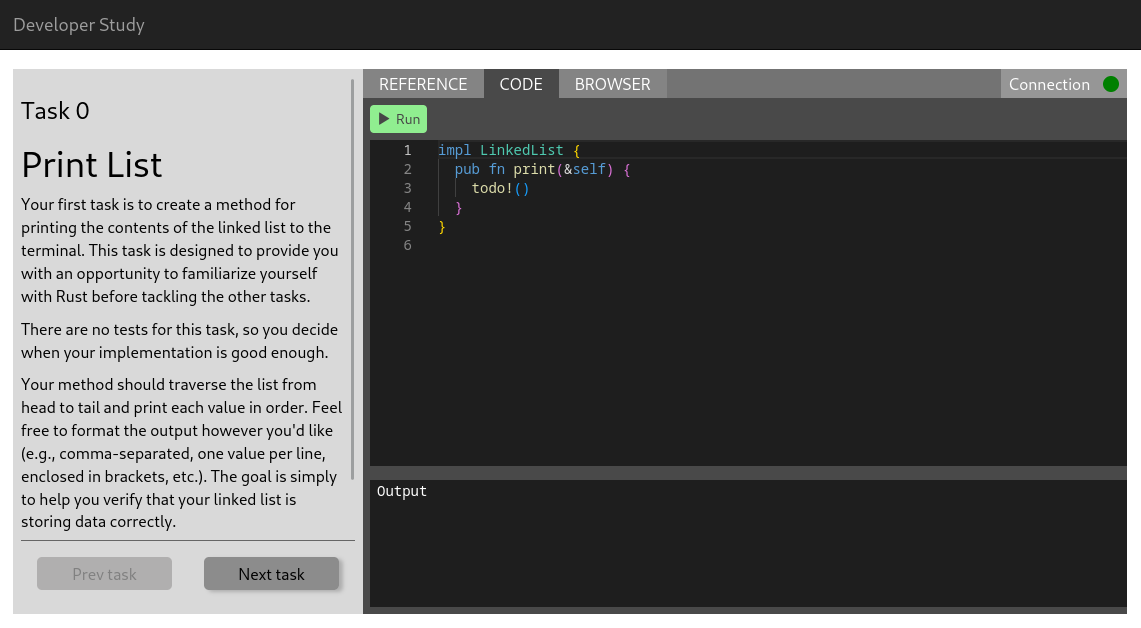 Developer Study
Task 0
Print List
Your first task is to create a method for
printing the contents of the linked list to the
terminal. This task is designed to provide you
with an opportunity to familiarize yourself
with Rust before tackling the other tasks.
There are no tests for this task, so you decide
when your implementation is good enough.
Your method should traverse the list from
head to tail and print each value in order. Feel
free to format the output however you'd like
(e.g., comma-separated, one value per line,
enclosed in brackets, etc.). The goal is simply
to help you verify that your linked list is
storing data correctly.
Prev task Next task
REFERENCE CODE BROWSER Connection
Run
1 impl LinkedList {
2   pub fn print(&self) {
3     todo!()
4   }
5 }
6
Output